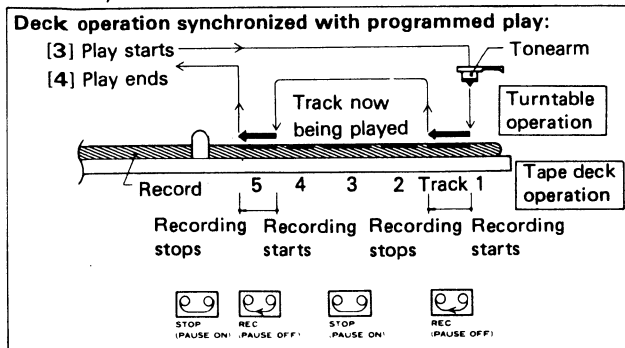 Deck operation synchronized with programmed play:
[3] Play starts
[4] Play ends
Tonearm
Track now
being played
Turntable
operation
Record
5 4 3 2 Track 1
Tape deck
operation
Recording
stops
Recording
starts
Recording
stops
Recording
starts
STOP
(PAUSE ON)
REC
(PAUSE OFF)
STOP
(PAUSE ON)
REC
(PAUSE OFF)